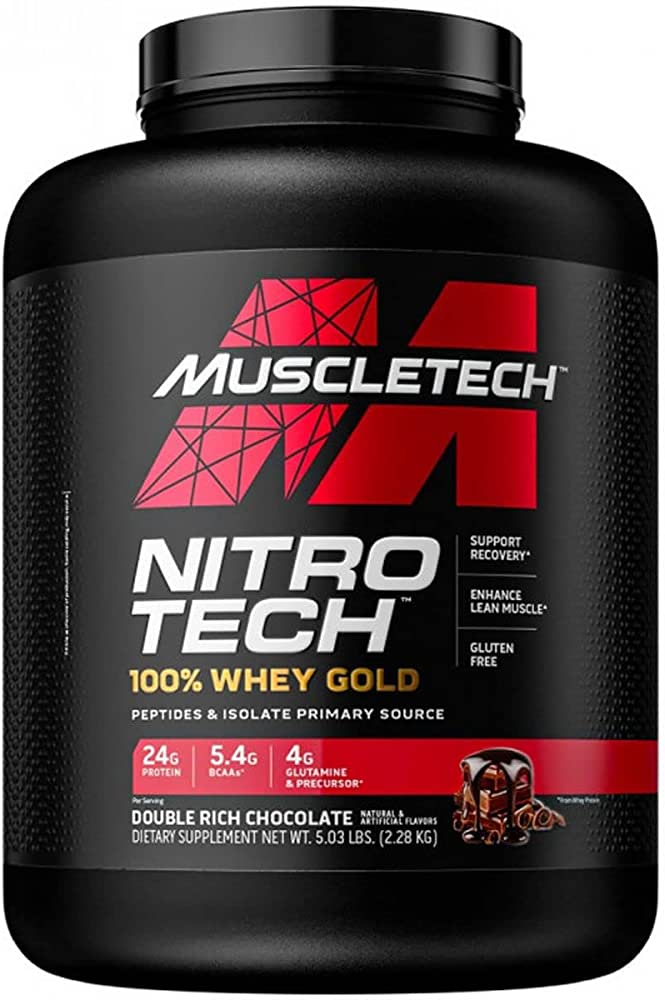 MUSCLETECH™
NITRO
TECH™
100% WHEY GOLD
PEPTIDES & ISOLATE PRIMARY SOURCE
SUPPORT
RECOVERY*
ENHANCE
LEAN MUSCLE^
GLUTEN
FREE
24G
PROTEIN
5.4G
BCAAs*
4G
GLUTAMINE
& PRECURSOR*
Per Serving
*From Whey Protein
DOUBLE RICH CHOCOLATE NATURAL &
ARTIFICIAL FLAVORS
DIETARY SUPPLEMENT NET WT. 5.03 LBS. (2.28 KG)